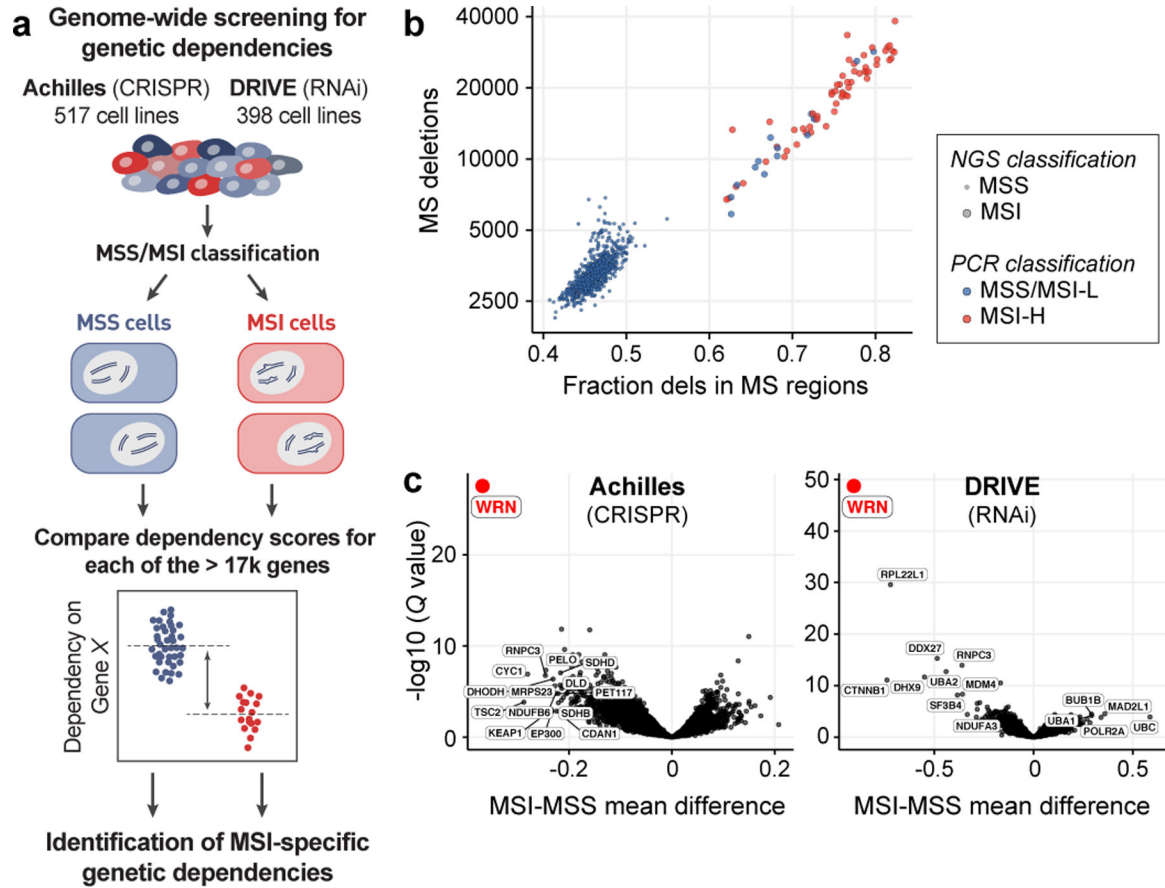 a
Genome-wide screening for
genetic dependencies
Achilles (CRISPR) DRIVE (RNAi)
517 cell lines 398 cell lines
MSS/MSI classification
MSS cells MSI cells
Compare dependency scores for
each of the > 17k genes
Dependency on
Gene X
Identification of MSI-specific
genetic dependencies
b
MS deletions
40000
20000
10000
5000
2500
0.4 0.5 0.6 0.7 0.8
Fraction dels in MS regions
NGS classification
MSS
MSI
PCR classification
MSS/MSI-L
MSI-H
c
-log10 (Q value)
Achilles
(CRISPR)
WRN
20
10
0
RNPC3
PELO
SDHD
CYC1
DLD
DHODH
MRPS23
PET117
TSC2
NDUFB6
SDHB
KEAP1
EP300
CDAN1
-0.2 0 0.2
MSI-MSS mean difference
DRIVE
(RNAi)
WRN
50
40
30
20
10
0
RPL22L1
DDX27
RNPC3
UBA2
MDM4
CTNNB1
DHX9
SF3B4
NDUFA3
UBA1
BUB1B
MAD2L1
POLR2A
UBC
-0.5 0 0.5
MSI-MSS mean difference